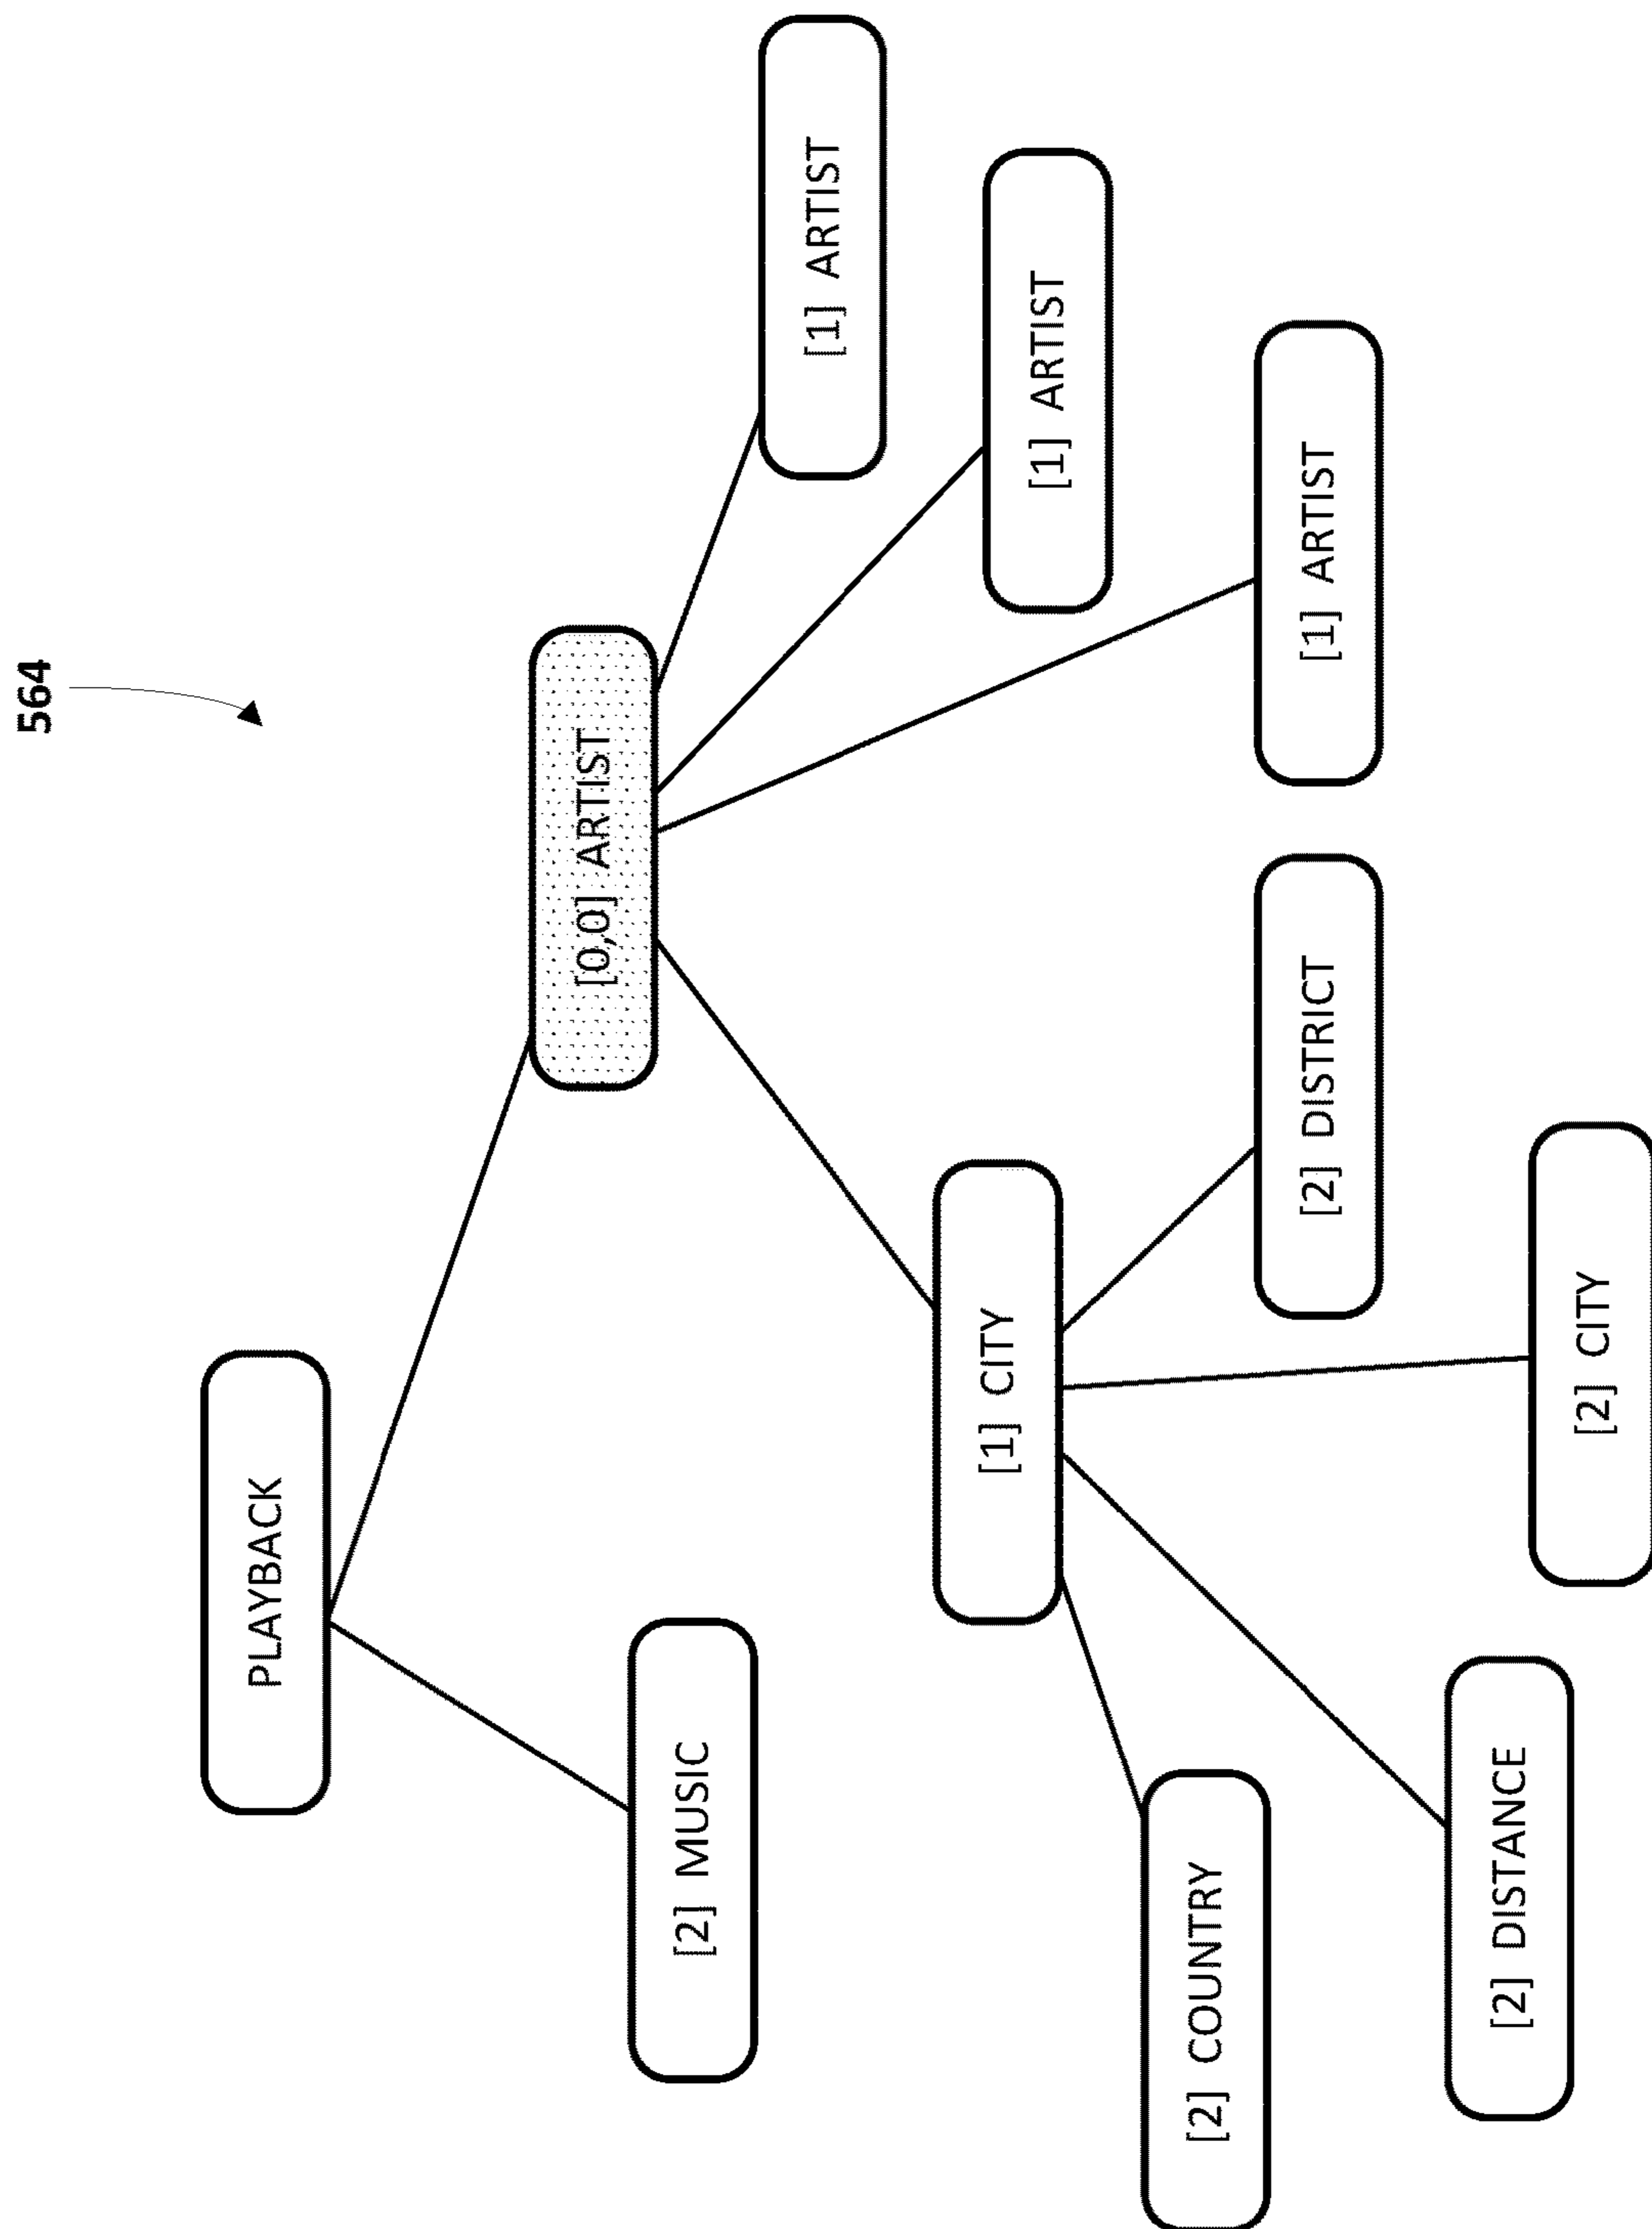 564
PLAYBACK
[0,0] ARTIST
[2] MUSIC
[1] ARTIST
[1] CITY
[1] ARTIST
[2] COUNTRY
[2] DISTRICT
[1] ARTIST
[2] DISTANCE
[2] CITY